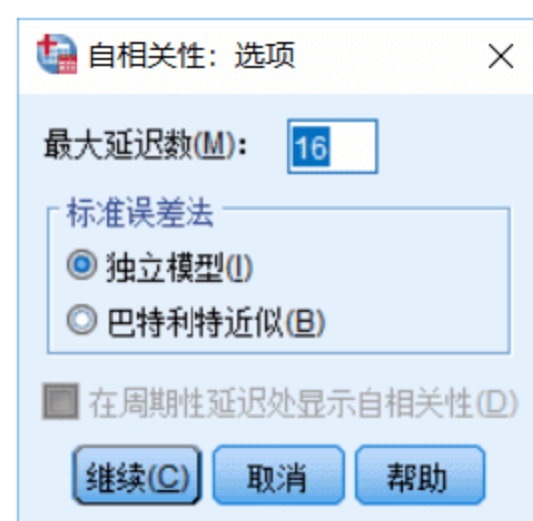 自相关性：选项
最大延迟数(M)：16
标准误差法
独立模型(I)
巴特利特近似(B)
在周期性延迟处显示自相关性(D)
继续(C) 取消 帮助